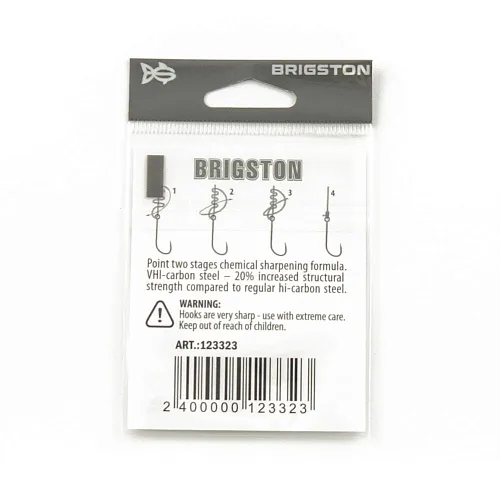 BRIGSTON
BRIGSTON
1 2 3 4
Point two stages chemical sharpening formula.
VHI-carbon steel – 20% increased structural
strength compared to regular hi-carbon steel.
WARNING:
Hooks are very sharp - use with extreme care.
Keep out of reach of children.
ART.:123323
2 400000 123323